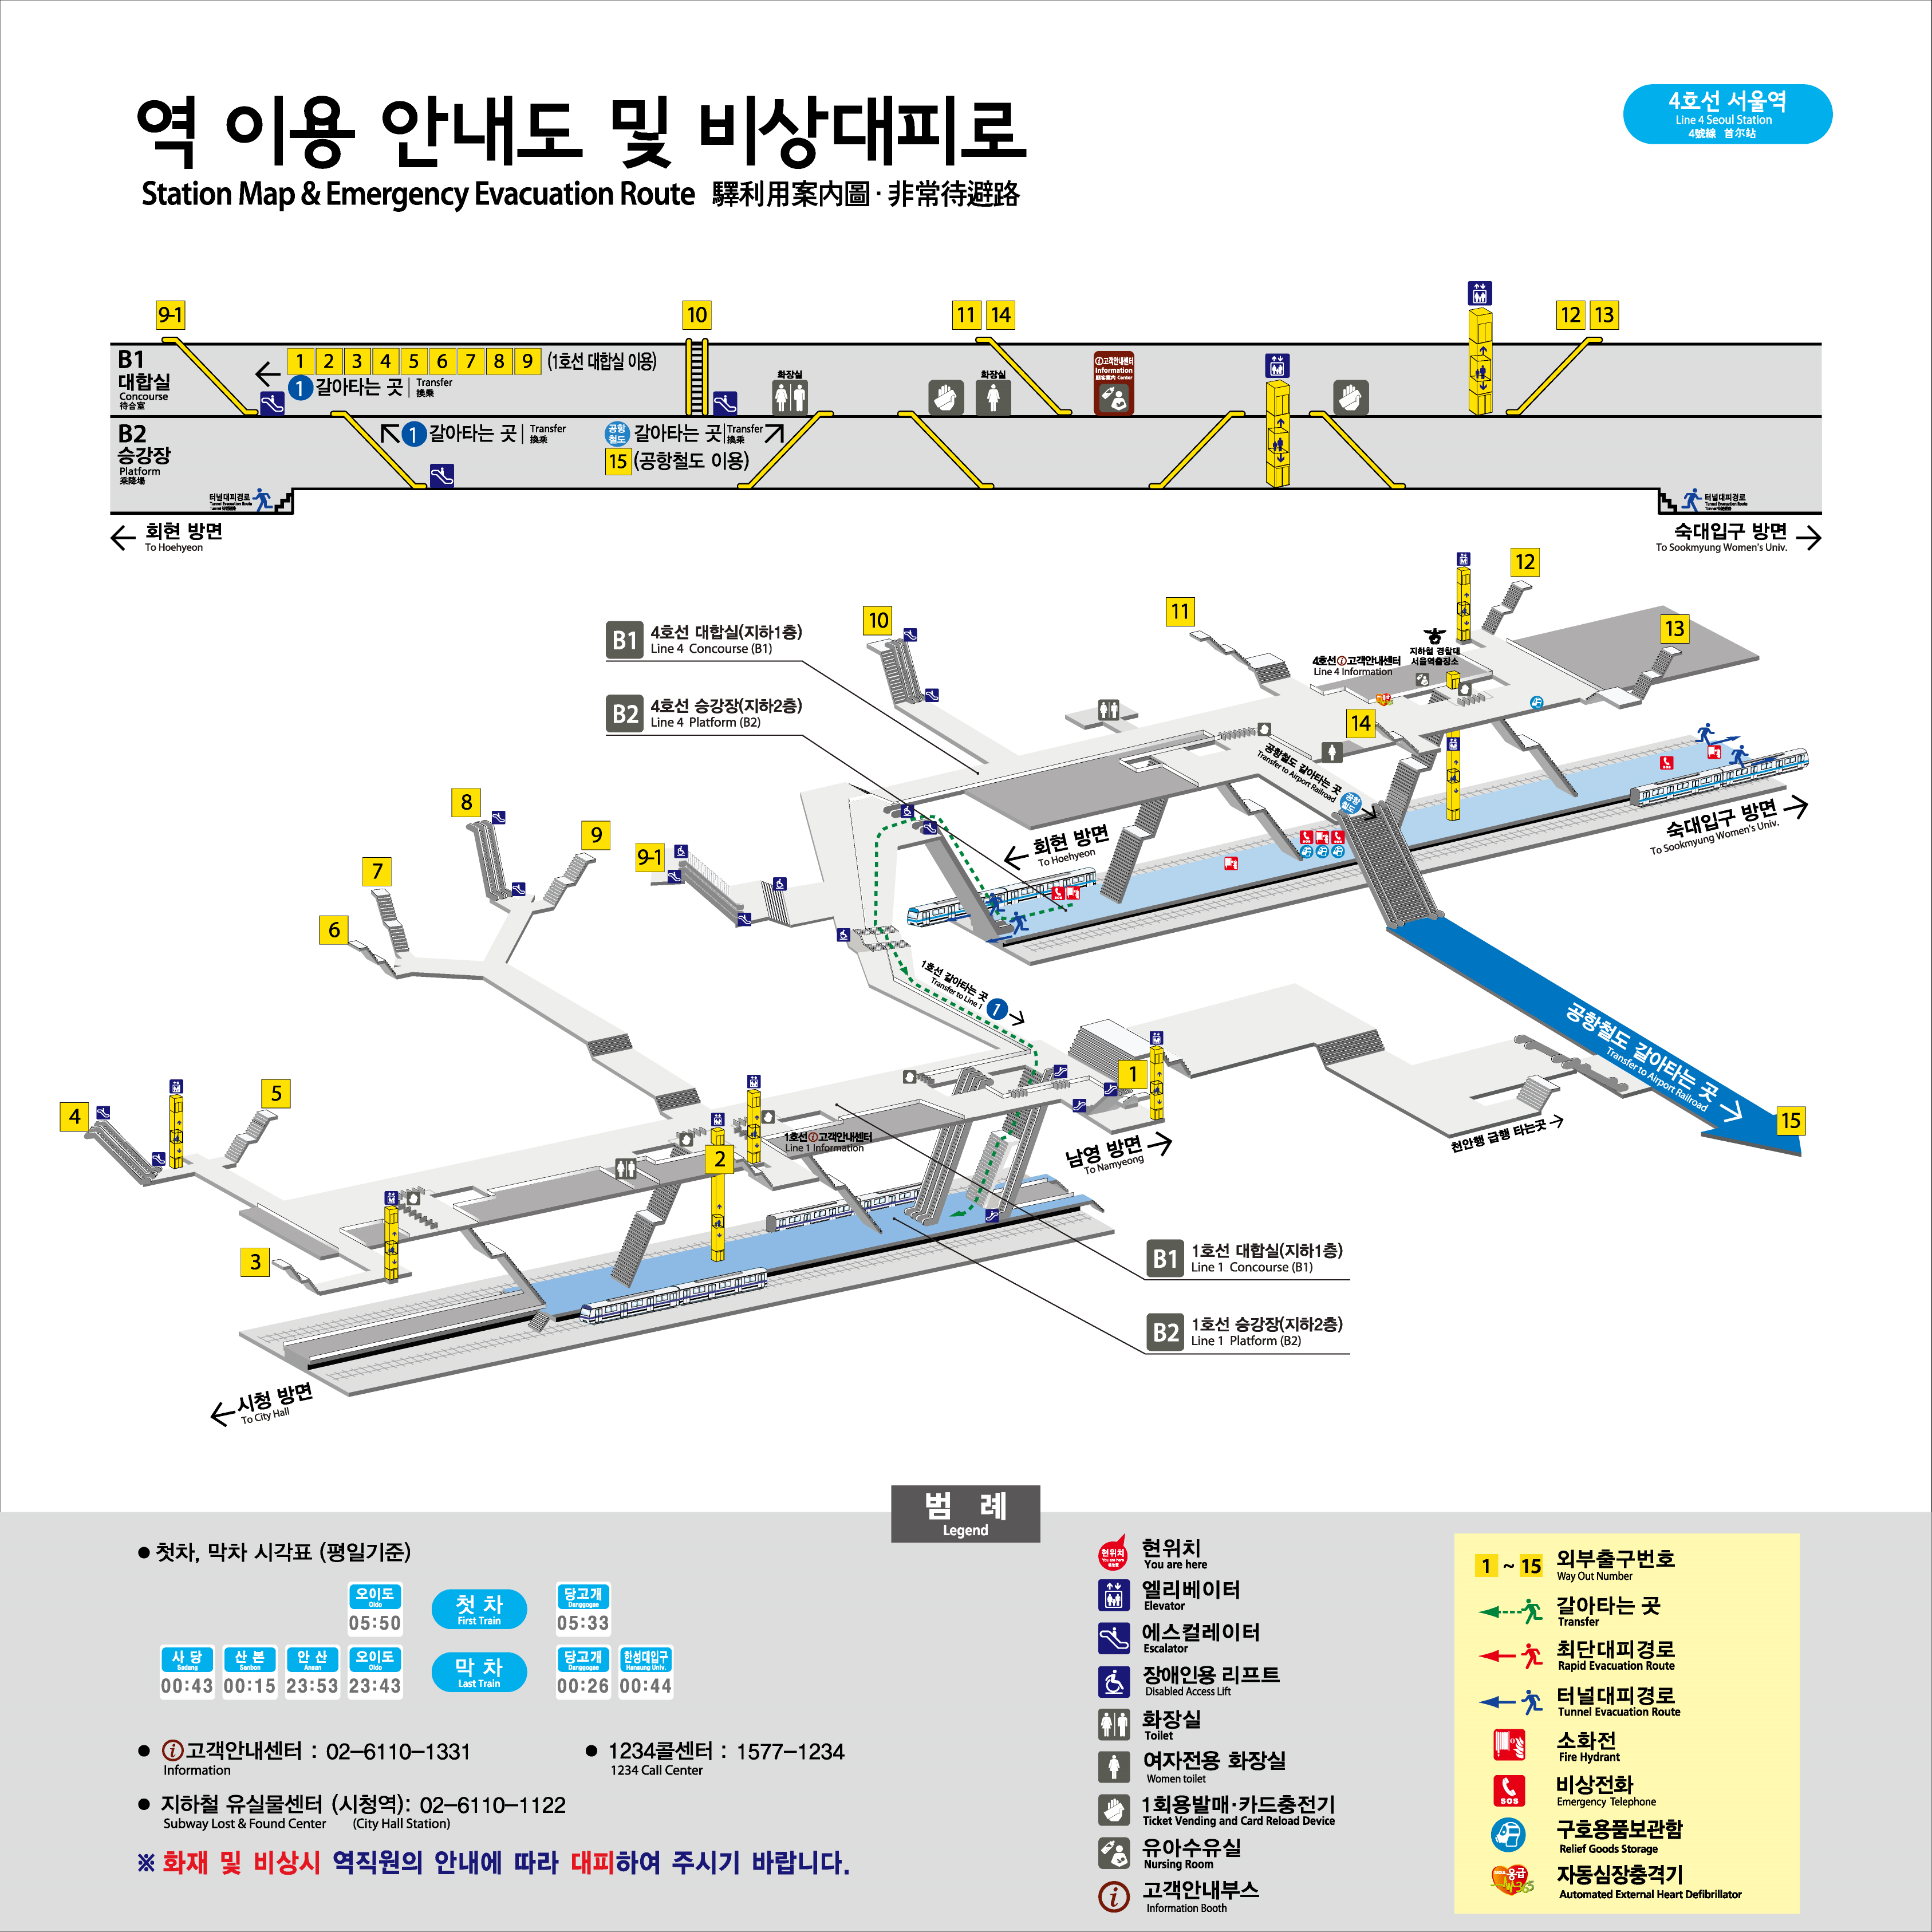 역 이용 안내도 및 비상대피로
Station Map & Emergency Evacuation Route 驛利用案内圖·非常待避路
4호선 서울역
Line 4 Seoul Station
4號線 首尔站
9-1
10
11 14
12 13
B1
대합실
Concourse
待合室
1 2 3 4 5 6 7 8 9 (1호선 대합실 이용)
1 갈아타는 곳 Transfer 換乘
화장실
화장실
i 고객안내센터
Information
顧客案內 Center
B2
승강장
Platform
乘降場
1 갈아타는 곳 Transfer 換乘
공항철도 갈아타는 곳 Transfer 換乘
15 (공항철도 이용)
터널대피경로
Tunnel Evacuation Route
터널대피경로
Tunnel Evacuation Route
회현 방면
To Hoehyeon
숙대입구 방면
To Sookmyung Women's Univ.
B1 4호선 대합실(지하1층)
Line 4 Concourse (B1)
B2 4호선 승강장(지하2층)
Line 4 Platform (B2)
10
11
12
13
지하철 경찰대
서울역출장소
4호선 i 고객안내센터
Line 4 Information
14
공항철도 갈아타는 곳
Transfer to Airport Railroad
공항철도
회현 방면
To Hoehyeon
숙대입구 방면
To Sookmyung Women's Univ.
8
9
9-1
7
6
1호선 갈아타는 곳 1
Transfer to Line 1
공항철도 갈아타는 곳
Transfer to Airport Railroad
15
천안행 급행 타는곳
1
5
4
2
3
1호선 i 고객안내센터
Line 1 Information
남영 방면
To Namyeong
B1 1호선 대합실(지하1층)
Line 1 Concourse (B1)
B2 1호선 승강장(지하2층)
Line 1 Platform (B2)
시청 방면
To City Hall
범 례
Legend
● 첫차, 막차 시각표 (평일기준)
오이도
Oido
05:50
첫 차
First Train
당고개
Danggogae
05:33
사 당
Sadang
00:43
산 본
Sanbon
00:15
안 산
Ansan
23:53
오이도
Oido
23:43
막 차
Last Train
당고개
Danggogae
00:26
한성대입구
Hansung Univ.
00:44
● i 고객안내센터 : 02-6110-1331
Information
● 1234콜센터 : 1577-1234
1234 Call Center
● 지하철 유실물센터 (시청역): 02-6110-1122
Subway Lost & Found Center (City Hall Station)
※ 화재 및 비상시 역직원의 안내에 따라 대피하여 주시기 바랍니다.
현위치
You are here
현위치
You are here
엘리베이터
Elevator
에스컬레이터
Escalator
장애인용 리프트
Disabled Access Lift
화장실
Toilet
여자전용 화장실
Women toilet
1회용발매·카드충전기
Ticket Vending and Card Reload Device
유아수유실
Nursing Room
고객안내부스
Information Booth
1 ~ 15 외부출구번호
Way Out Number
갈아타는 곳
Transfer
최단대피경로
Rapid Evacuation Route
터널대피경로
Tunnel Evacuation Route
소화전
Fire Hydrant
SOS
비상전화
Emergency Telephone
구호용품보관함
Relief Goods Storage
응급
365
자동심장충격기
Automated External Heart Defibrillator